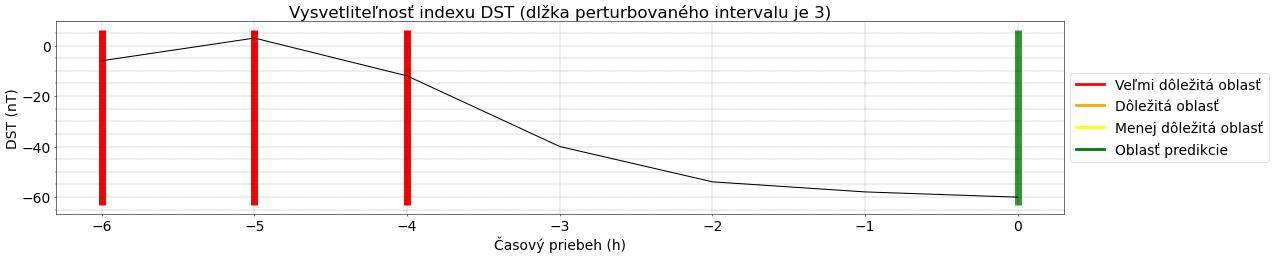 Vysvetliteľnosť indexu DST (dĺžka perturbovaného intervalu je 3)
DST (nT)
0
−20
−40
−60
−6 −5 −4 −3 −2 −1 0
Časový priebeh (h)
Veľmi dôležitá oblasť
Dôležitá oblasť
Menej dôležitá oblasť
Oblasť predikcie